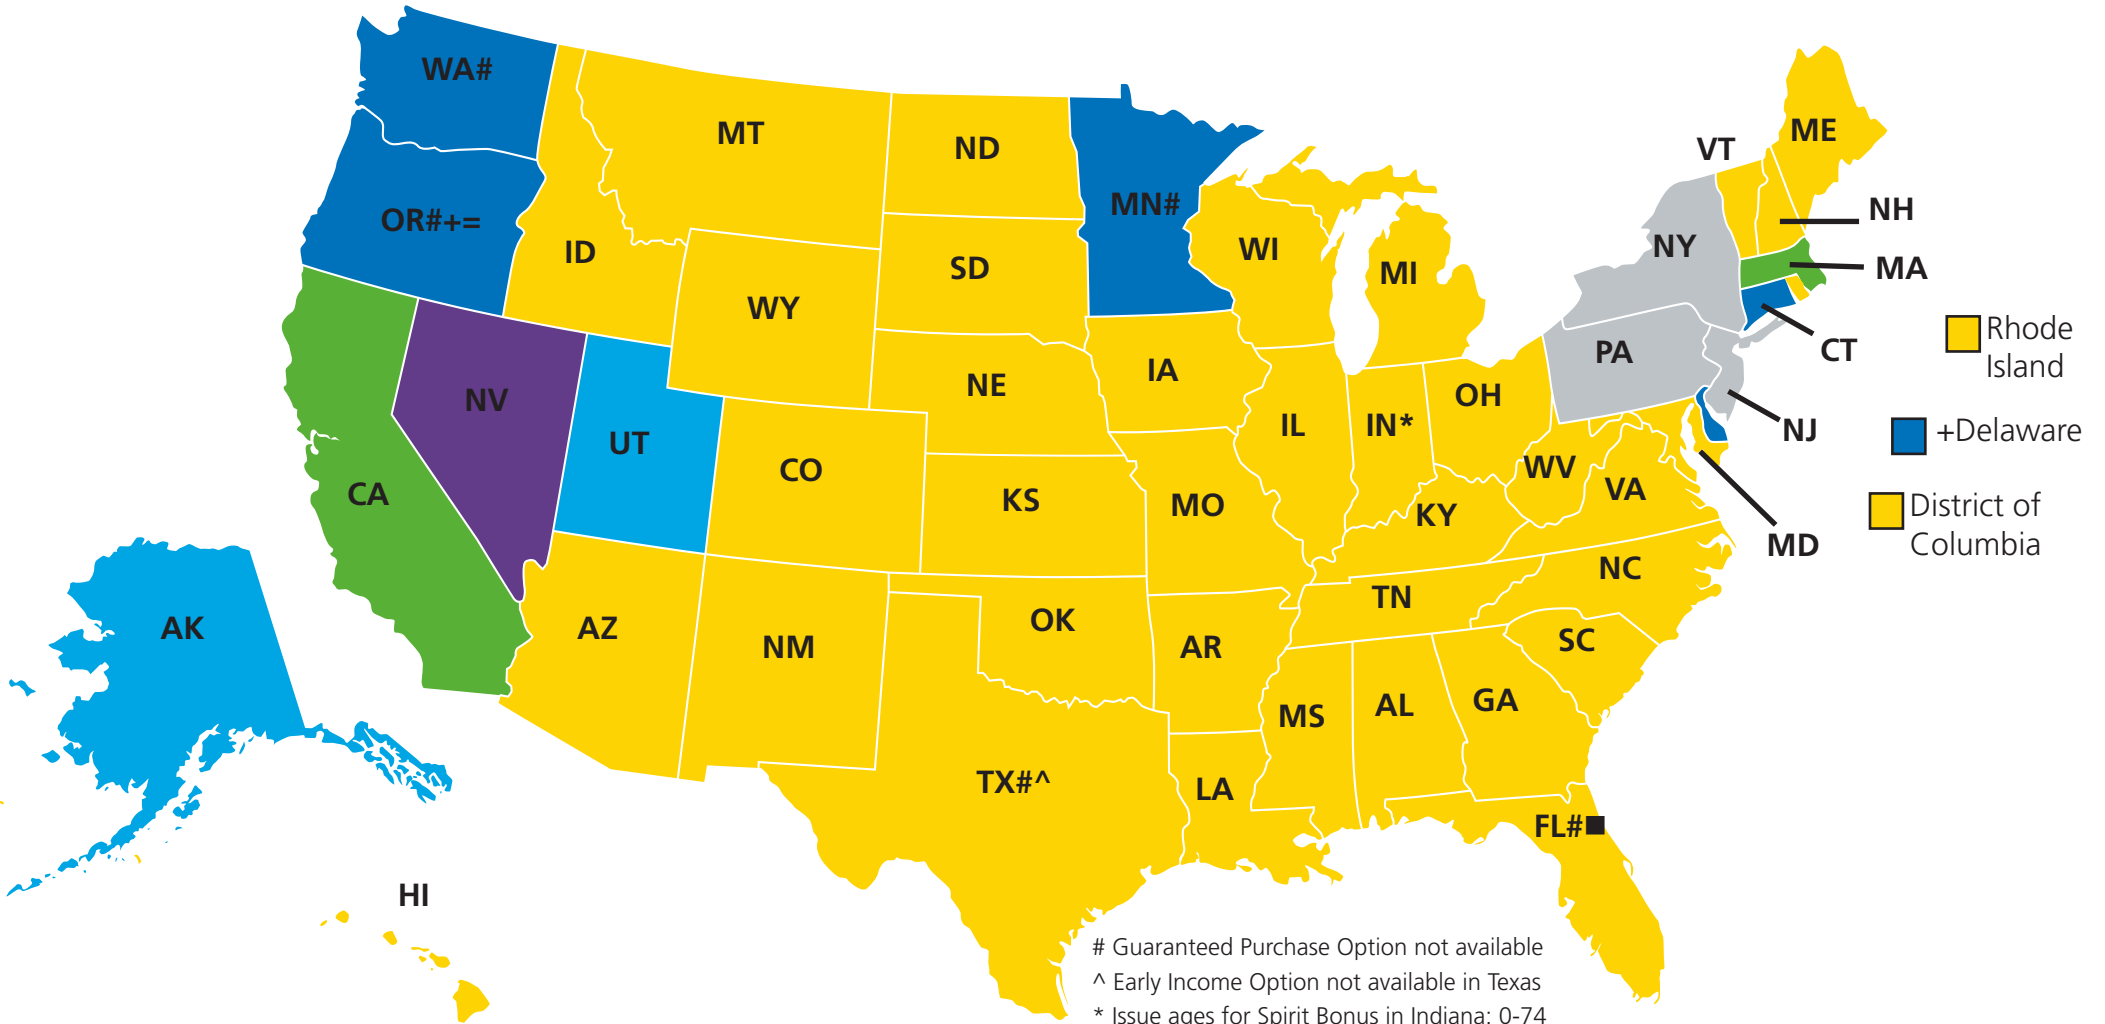 WA#
MT
ND
ME
VT
MN#
NH
OR#+=
NY
WI
ID
MA
SD
MI
WY
Rhode
Island
CT
PA
IA
NE
OH
NV
IL
IN*
NJ
+Delaware
UT
CO
WV
CA
KS
MO
VA
District of
Columbia
KY
MD
NC
TN
AK
AZ
OK
NM
AR
SC
MS
AL
GA
TX#^
LA
FL#■
HI
# Guaranteed Purchase Option not available
^ Early Income Option not available in Texas
* Issue ages for Spirit Bonus in Indiana: 0-74